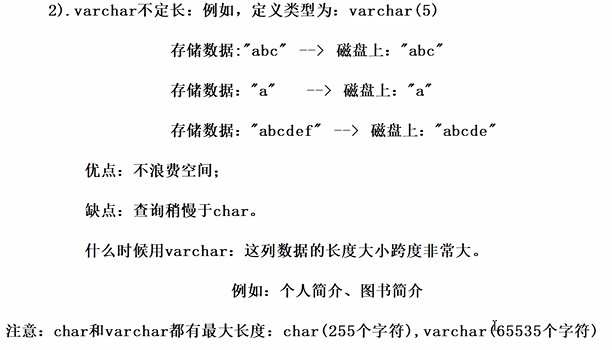 2).varchar不定长：例如，定义类型为：varchar(5)
存储数据:"abc" --> 磁盘上："abc"
存储数据："a" --> 磁盘上："a"
存储数据："abcdef" --> 磁盘上："abcde"
优点：不浪费空间；
缺点：查询稍慢于char。
什么时候用varchar：这列数据的长度大小跨度非常大。
例如：个人简介、图书简介
注意：char和varchar都有最大长度：char(255个字符),varchar(65535个字符)